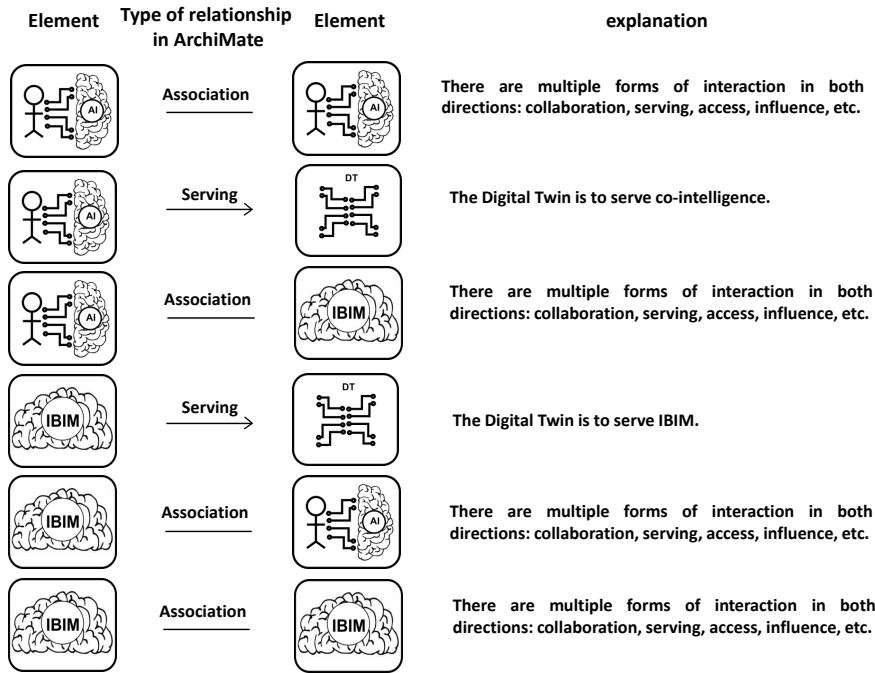 Element Type of relationship in ArchiMate Element explanation
AI Association AI There are multiple forms of interaction in both
directions: collaboration, serving, access, influence, etc.
AI Serving DT The Digital Twin is to serve co-intelligence.
AI Association IBIM There are multiple forms of interaction in both
directions: collaboration, serving, access, influence, etc.
IBIM Serving DT The Digital Twin is to serve IBIM.
IBIM Association AI There are multiple forms of interaction in both
directions: collaboration, serving, access, influence, etc.
IBIM Association IBIM There are multiple forms of interaction in both
directions: collaboration, serving, access, influence, etc.